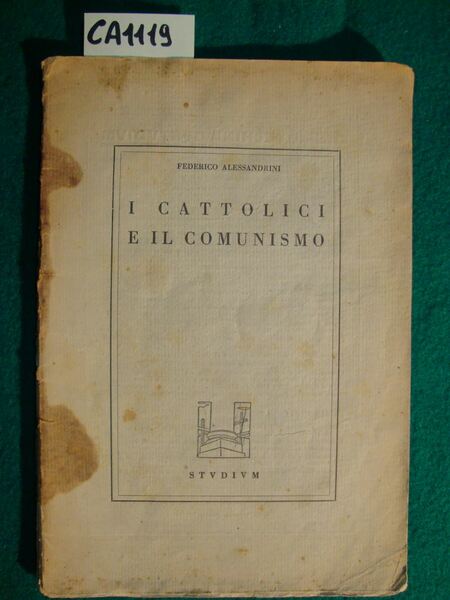 CA1119
FEDERICO ALESSANDRINI
I CATTOLICI
E IL COMUNISMO
STVDIVM